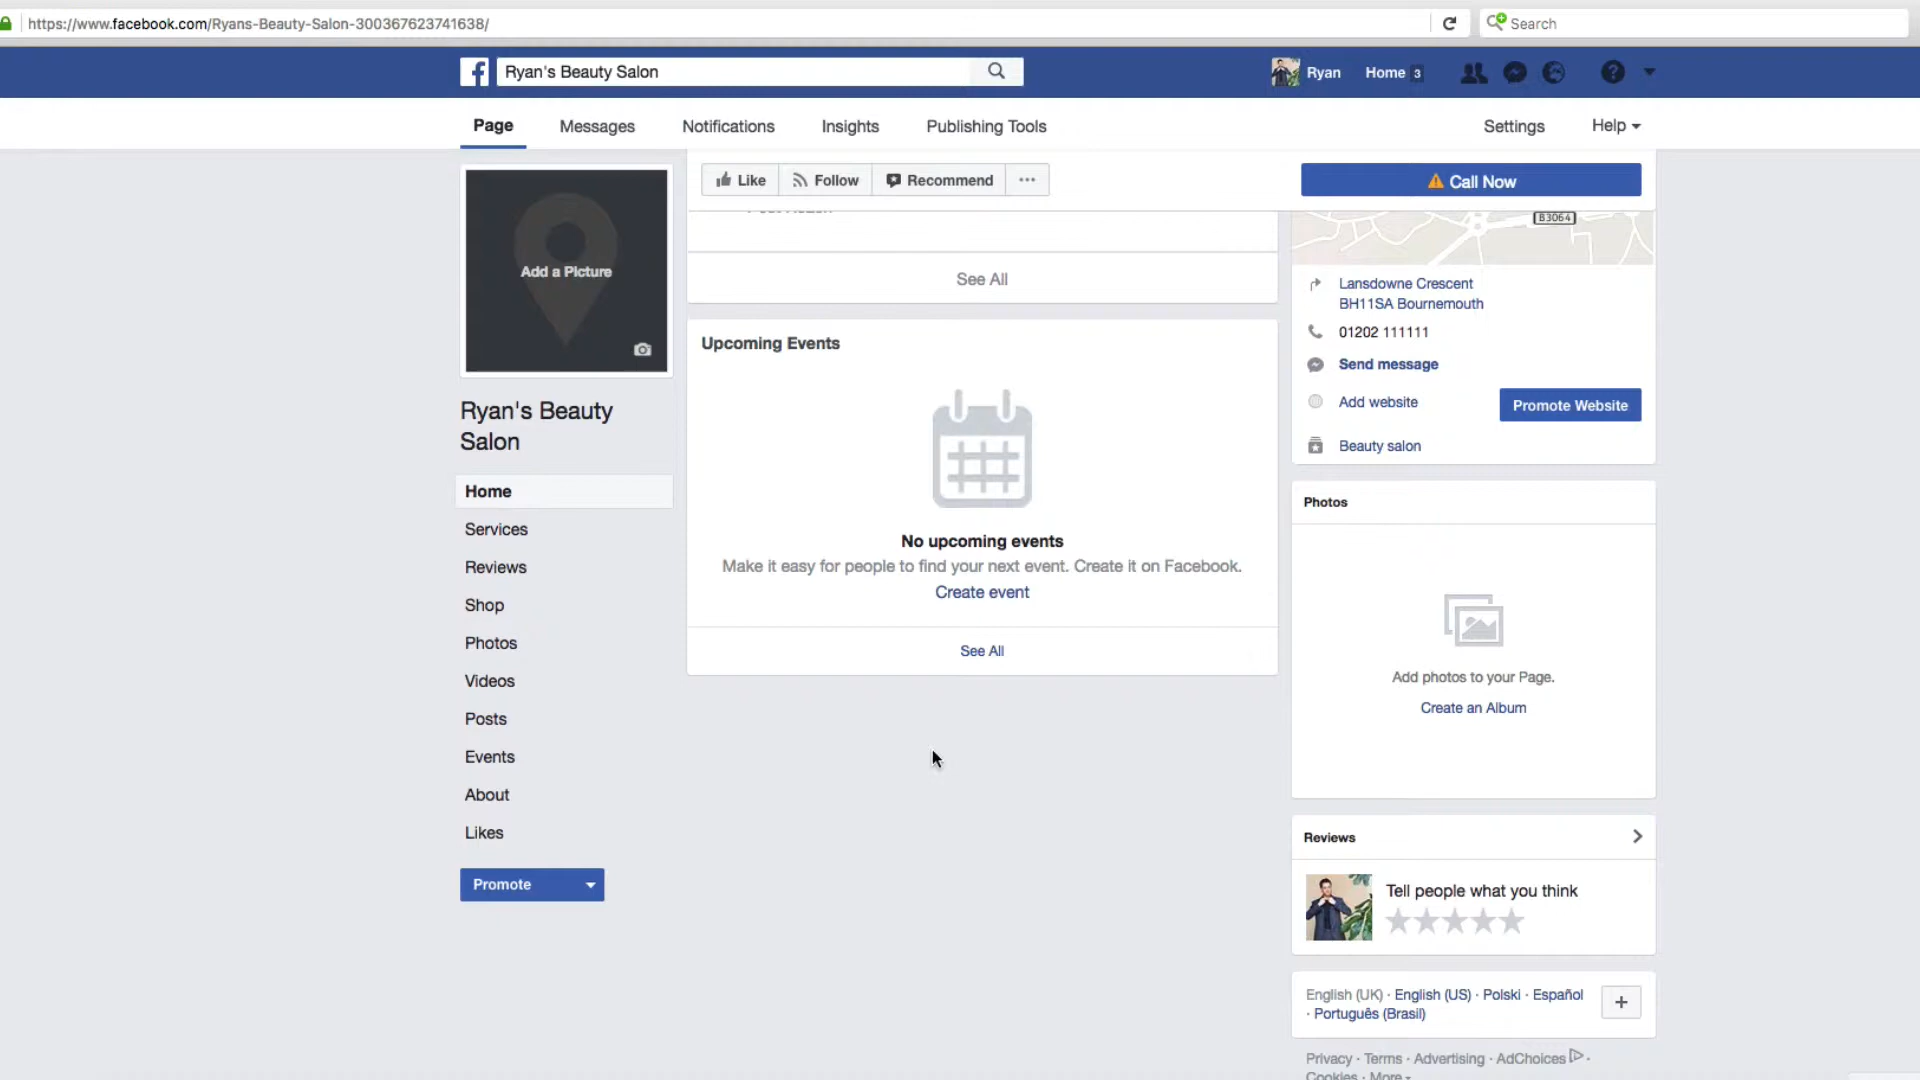 https://www.facebook.com/Ryans-Beauty-Salon-300367623741638/
Search
Ryan's Beauty Salon
Ryan
Home 3
Page
Messages
Notifications
Insights
Publishing Tools
Settings
Help
Like
Follow
Recommend
Call Now
Add a Picture
Ryan's Beauty
Salon
Home
Services
Reviews
Shop
Photos
Videos
Posts
Events
About
Likes
Promote
See All
Upcoming Events
No upcoming events
Make it easy for people to find your next event. Create it on Facebook.
Create event
See All
B3064
Lansdowne Crescent
BH11SA Bournemouth
01202 111111
Send message
Add website
Promote Website
Beauty salon
Photos
Add photos to your Page.
Create an Album
Reviews
Tell people what you think
English (UK) · English (US) · Polski · Español
· Português (Brasil)
Privacy · Terms · Advertising · AdChoices ·
Cookies · More